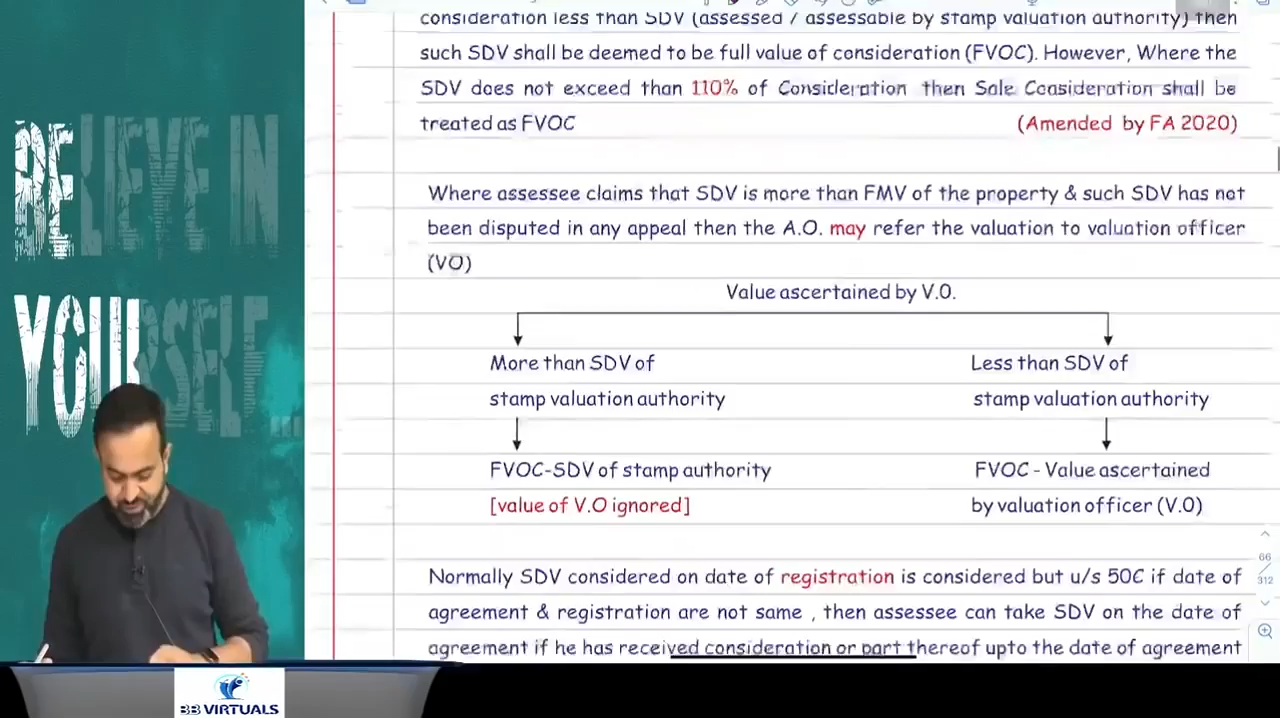 consideration less than SDV (assessed / assessable by stamp valuation authority) then
such SDV shall be deemed to be full value of consideration (FVOC). However, Where the
SDV does not exceed than 110% of Consideration then Sale Consideration shall be
treated as FVOC (Amended by FA 2020)
Where assessee claims that SDV is more than FMV of the property & such SDV has not
been disputed in any appeal then the A.O. may refer the valuation to valuation officer
(VO)
Value ascertained by V.O.
More than SDV of
stamp valuation authority
Less than SDV of
stamp valuation authority
FVOC-SDV of stamp authority
[value of V.O ignored]
FVOC - Value ascertained
by valuation officer (V.O)
Normally SDV considered on date of registration is considered but u/s 50C if date of
agreement & registration are not same , then assessee can take SDV on the date of
agreement if he has received consideration or part thereof upto the date of agreement
66
312
BELIEVE IN
YOURSELF...
BB VIRTUALS